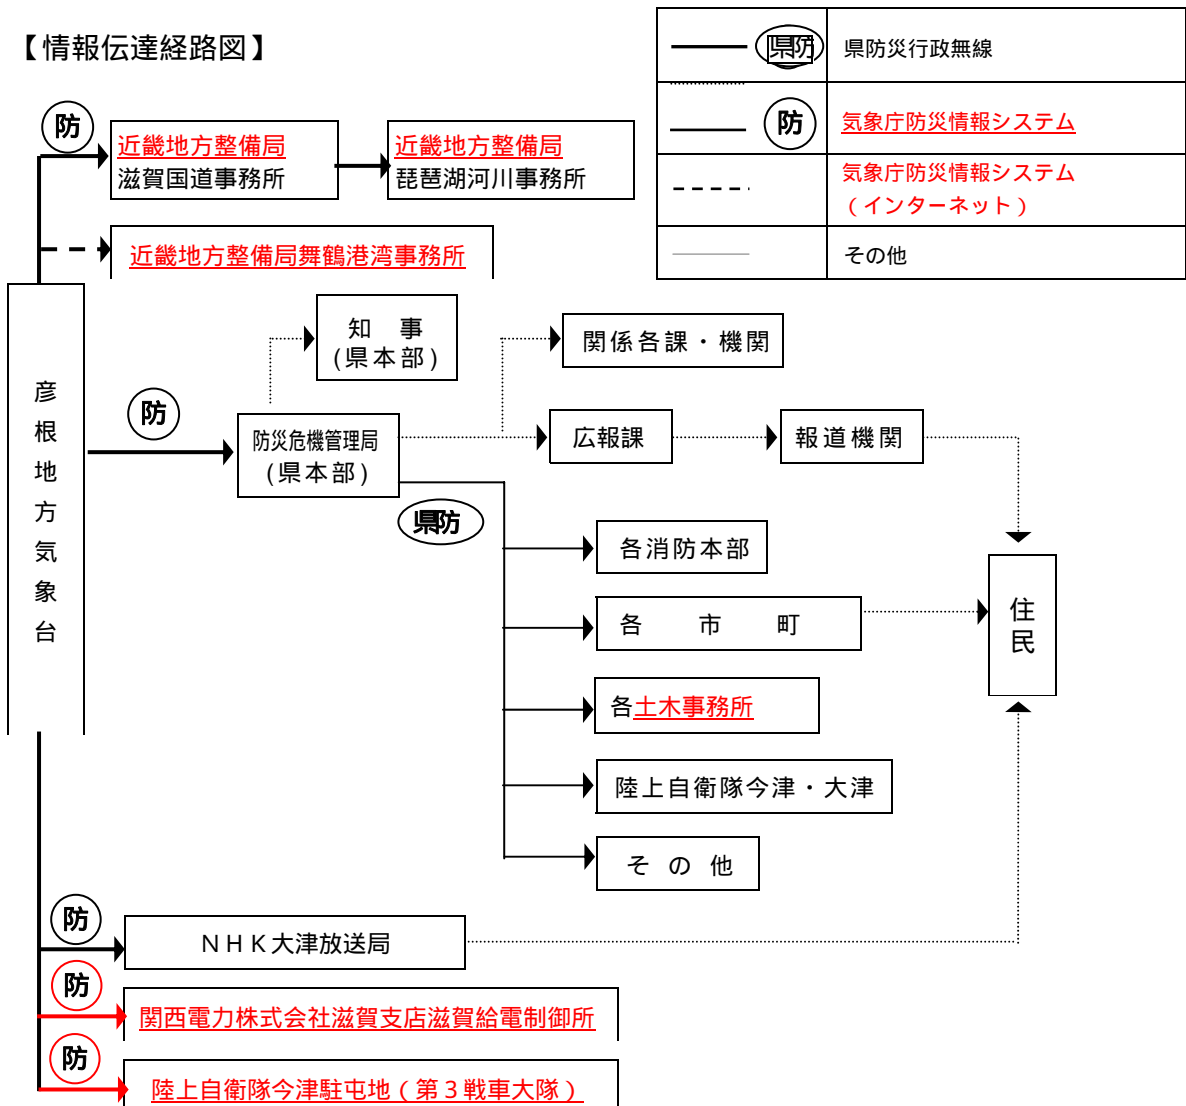 【情報伝達経路図】
県防
県防災行政無線
防
気象庁防災情報システム
気象庁防災情報システム
(インターネット)
その他
防
近畿地方整備局
滋賀国道事務所
近畿地方整備局
琵琶湖河川事務所
近畿地方整備局舞鶴港湾事務所
彦根地方気象台
防
知 事
(県本部)
関係各課・機関
防災危機管理局
(県本部)
広報課
報道機関
県防
各消防本部
各 市 町
各土木事務所
陸上自衛隊今津・大津
そ の 他
住民
防
NHK大津放送局
防
関西電力株式会社滋賀支店滋賀給電制御所
防
陸上自衛隊今津駐屯地(第3戦車大隊)